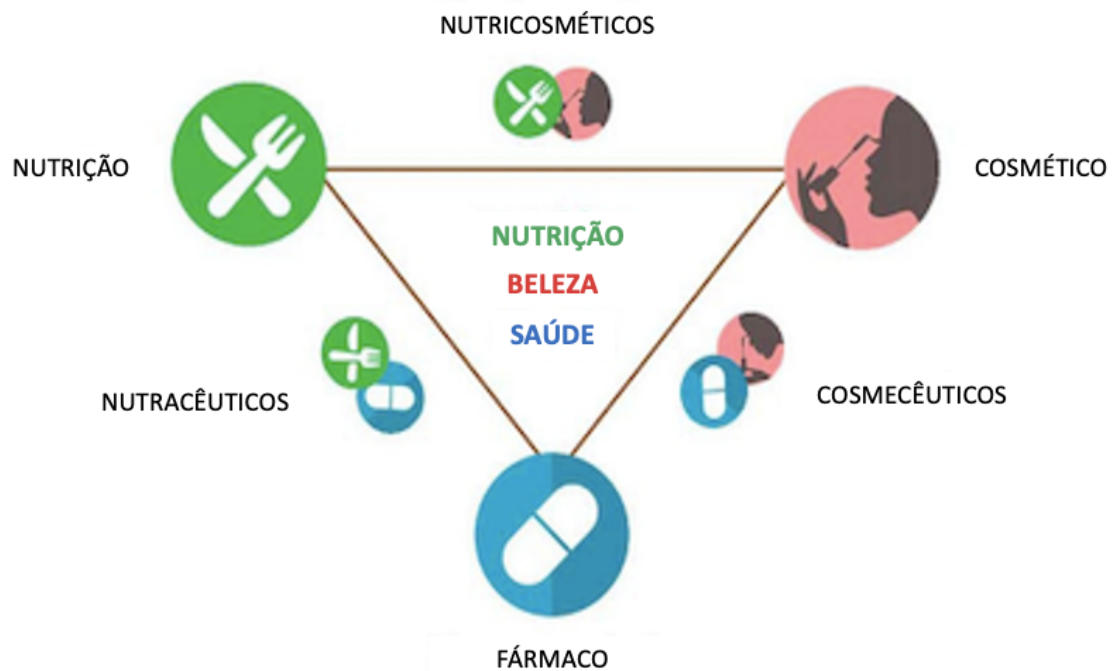 NUTRICOSMÉTICOS
NUTRIÇÃO
COSMÉTICO
NUTRIÇÃO
BELEZA
SAÚDE
NUTRACÊUTICOS
COSMECÊUTICOS
FÁRMACO